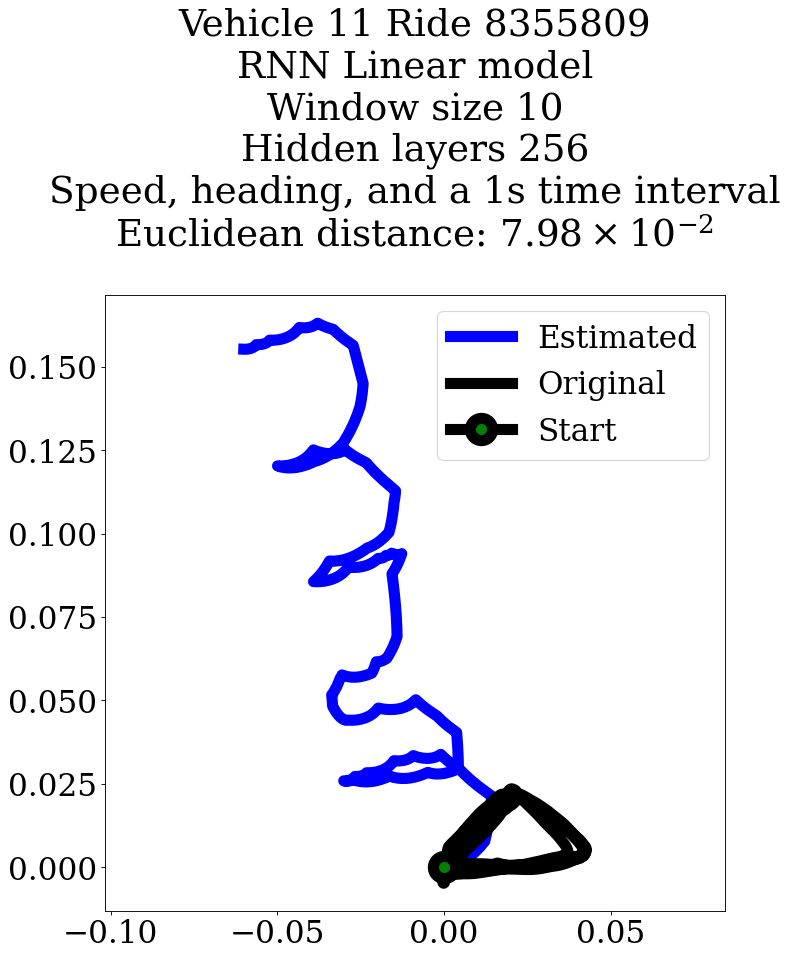 Vehicle 11 Ride 8355809
RNN Linear model
Window size 10
Hidden layers 256
Speed, heading, and a 1s time interval
Euclidean distance: 7.98 × 10⁻²
Estimated
Original
Start
0.150
0.125
0.100
0.075
0.050
0.025
0.000
−0.10 −0.05 0.00 0.05